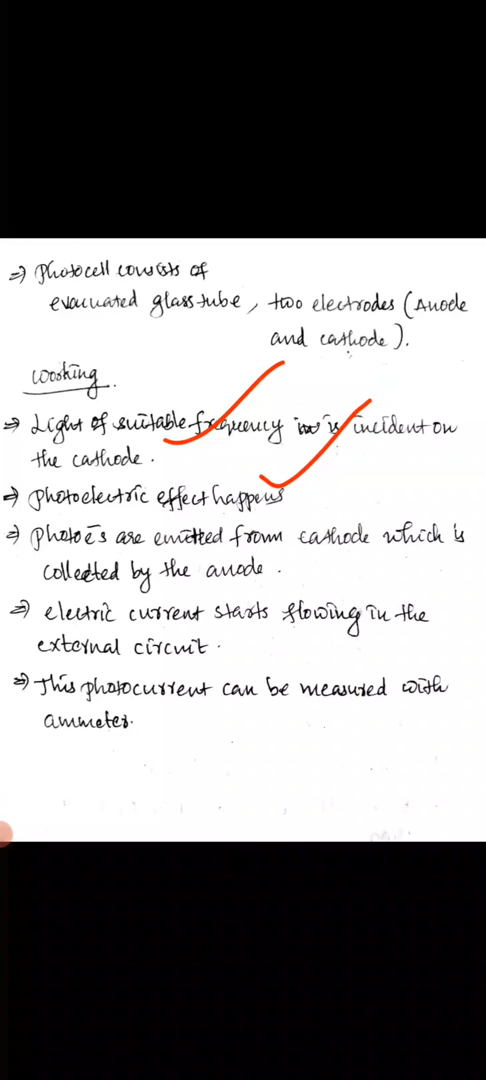 ⇒ Photocell consists of
evacuated glass tube, two electrodes (Anode
and cathode).
Working.
⇒ Light of suitable frequency is incident on
the cathode.
⇒ photoelectric effect happens
⇒ photoēs are emitted from cathode which is
collected by the anode.
⇒ electric current starts flowing in the
external circuit.
⇒ This photocurrent can be measured with
ammeter.